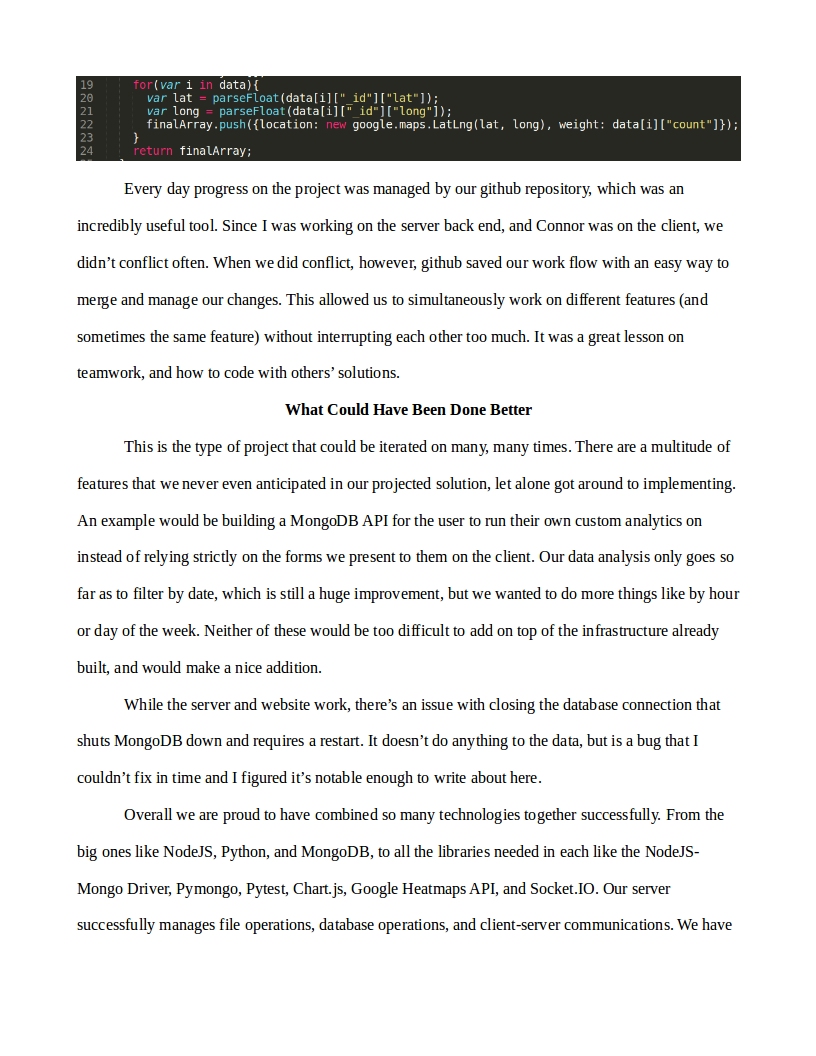 19 for(var i in data){
20 var lat = parseFloat(data[i]["_id"]["lat"]);
21 var long = parseFloat(data[i]["_id"]["long"]);
22 finalArray.push({location: new google.maps.LatLng(lat, long), weight: data[i]["count"]});
23 }
24 return finalArray;
Every day progress on the project was managed by our github repository, which was an
incredibly useful tool. Since I was working on the server back end, and Connor was on the client, we
didn’t conflict often. When we did conflict, however, github saved our work flow with an easy way to
merge and manage our changes. This allowed us to simultaneously work on different features (and
sometimes the same feature) without interrupting each other too much. It was a great lesson on
teamwork, and how to code with others’ solutions.
What Could Have Been Done Better
This is the type of project that could be iterated on many, many times. There are a multitude of
features that we never even anticipated in our projected solution, let alone got around to implementing.
An example would be building a MongoDB API for the user to run their own custom analytics on
instead of relying strictly on the forms we present to them on the client. Our data analysis only goes so
far as to filter by date, which is still a huge improvement, but we wanted to do more things like by hour
or day of the week. Neither of these would be too difficult to add on top of the infrastructure already
built, and would make a nice addition.
While the server and website work, there’s an issue with closing the database connection that
shuts MongoDB down and requires a restart. It doesn’t do anything to the data, but is a bug that I
couldn’t fix in time and I figured it’s notable enough to write about here.
Overall we are proud to have combined so many technologies together successfully. From the
big ones like NodeJS, Python, and MongoDB, to all the libraries needed in each like the NodeJS-
Mongo Driver, Pymongo, Pytest, Chart.js, Google Heatmaps API, and Socket.IO. Our server
successfully manages file operations, database operations, and client-server communications. We have